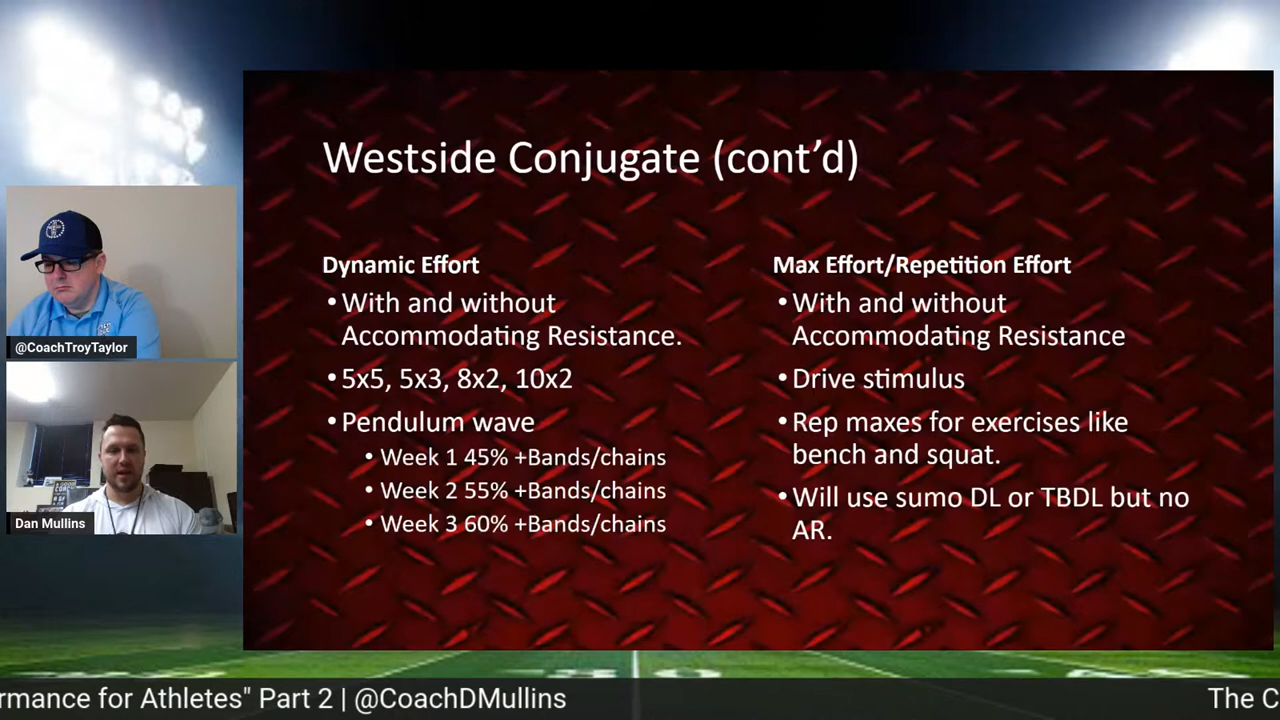 Westside Conjugate (cont’d)
Dynamic Effort
•With and without
Accommodating Resistance.
•5x5, 5x3, 8x2, 10x2
•Pendulum wave
• Week 1 45% +Bands/chains
• Week 2 55% +Bands/chains
• Week 3 60% +Bands/chains
Max Effort/Repetition Effort
•With and without
Accommodating Resistance
•Drive stimulus
•Rep maxes for exercises like
bench and squat.
•Will use sumo DL or TBDL but no
AR.
@CoachTroyTaylor
Dan Mullins
rmance for Athletes" Part 2 | @CoachDMullins
The C